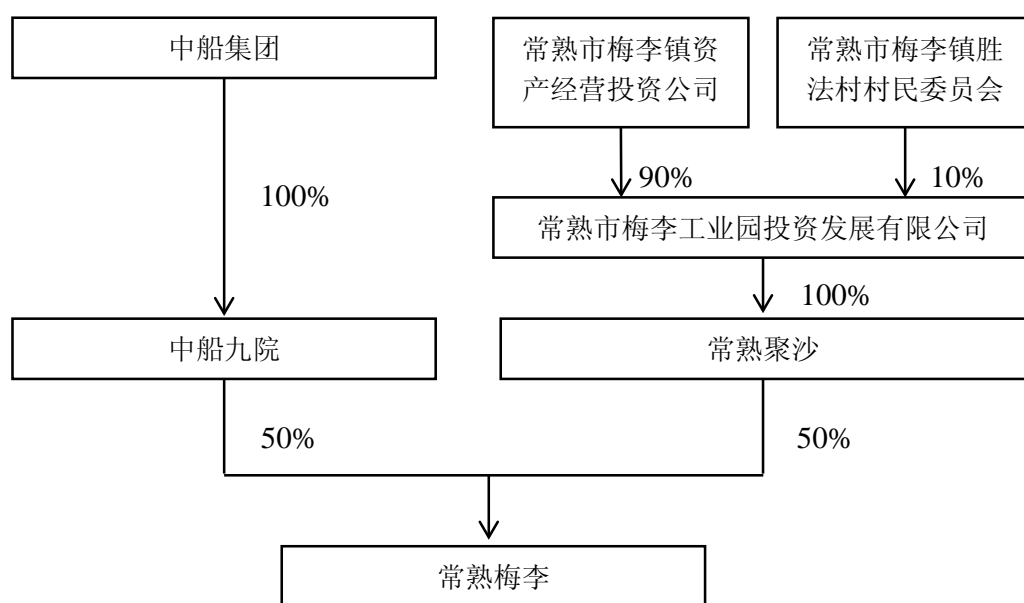 中船集团
常熟市梅李镇资
产经营投资公司
常熟市梅李镇胜
法村村民委员会
100%
90%
10%
常熟市梅李工业园投资发展有限公司
100%
中船九院
常熟聚沙
50%
50%
常熟梅李